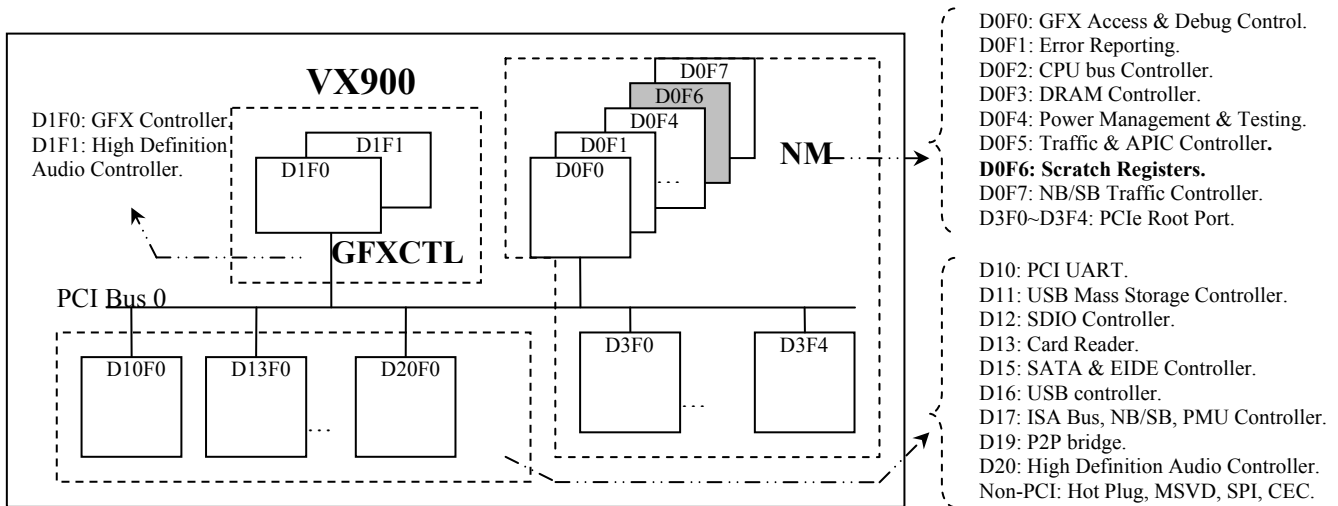 VX900
D1F0: GFX Controller.
D1F1: High Definition
Audio Controller.
D1F1
D1F0
GFXCTL
D0F7
D0F6
D0F4
D0F1
D0F0
...
NM
PCI Bus 0
D10F0
D13F0
...
D20F0
D3F0
...
D3F4
D0F0: GFX Access & Debug Control.
D0F1: Error Reporting.
D0F2: CPU bus Controller.
D0F3: DRAM Controller.
D0F4: Power Management & Testing.
D0F5: Traffic & APIC Controller.
D0F6: Scratch Registers.
D0F7: NB/SB Traffic Controller.
D3F0~D3F4: PCIe Root Port.
D10: PCI UART.
D11: USB Mass Storage Controller.
D12: SDIO Controller.
D13: Card Reader.
D15: SATA & EIDE Controller.
D16: USB controller.
D17: ISA Bus, NB/SB, PMU Controller.
D19: P2P bridge.
D20: High Definition Audio Controller.
Non-PCI: Hot Plug, MSVD, SPI, CEC.